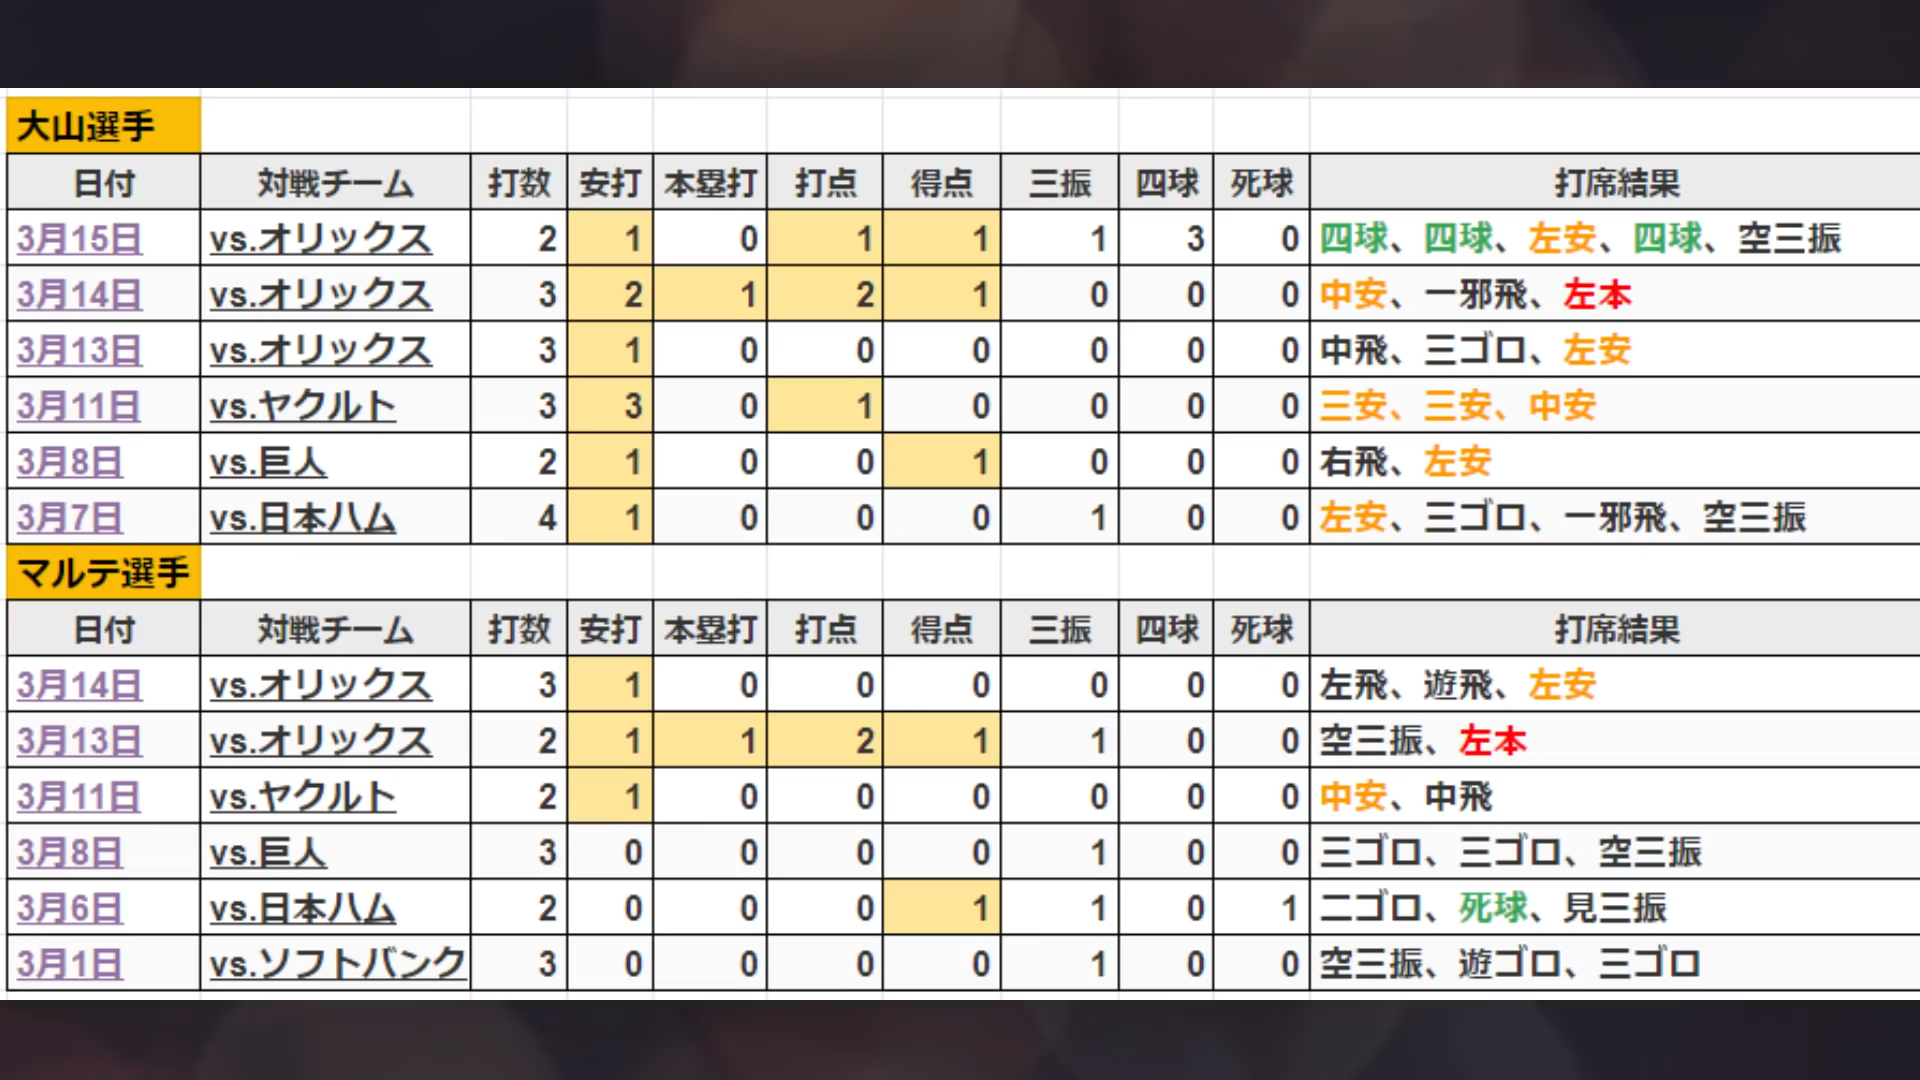 大山選手
日付 対戦チーム 打数 安打 本塁打 打点 得点 三振 四球 死球 打席結果
3月15日 vs.オリックス 2 1 0 1 1 1 3 0 四球、四球、左安、四球、空三振
3月14日 vs.オリックス 3 2 1 2 1 0 0 0 中安、一邪飛、左本
3月13日 vs.オリックス 3 1 0 0 0 0 0 0 中飛、三ゴロ、左安
3月11日 vs.ヤクルト 3 3 0 1 0 0 0 0 三安、三安、中安
3月8日 vs.巨人 2 1 0 0 1 0 0 0 右飛、左安
3月7日 vs.日本ハム 4 1 0 0 0 1 0 0 左安、三ゴロ、一邪飛、空三振
マルテ選手
日付 対戦チーム 打数 安打 本塁打 打点 得点 三振 四球 死球 打席結果
3月14日 vs.オリックス 3 1 0 0 0 0 0 0 左飛、遊飛、左安
3月13日 vs.オリックス 2 1 1 2 1 1 0 0 空三振、左本
3月11日 vs.ヤクルト 2 1 0 0 0 0 0 0 中安、中飛
3月8日 vs.巨人 3 0 0 0 0 1 0 0 三ゴロ、三ゴロ、空三振
3月6日 vs.日本ハム 2 0 0 0 1 1 0 1 二ゴロ、死球、見三振
3月1日 vs.ソフトバンク 3 0 0 0 0 1 0 0 空三振、遊ゴロ、三ゴロ